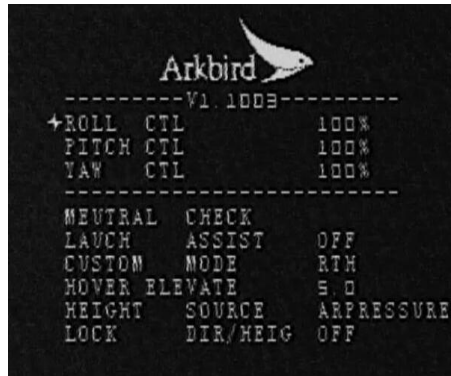 Arkbird
---------V1.1003---------
ROLL CTL 100%
PITCH CTL 100%
YAW CTL 100%
-------------------------
NEUTRAL CHECK
LAUCH ASSIST OFF
CUSTOM MODE RTH
HOVER ELEVATE 5.0
HEIGHT SOURCE ARPRESSURE
LOCK DIR/HEIG OFF